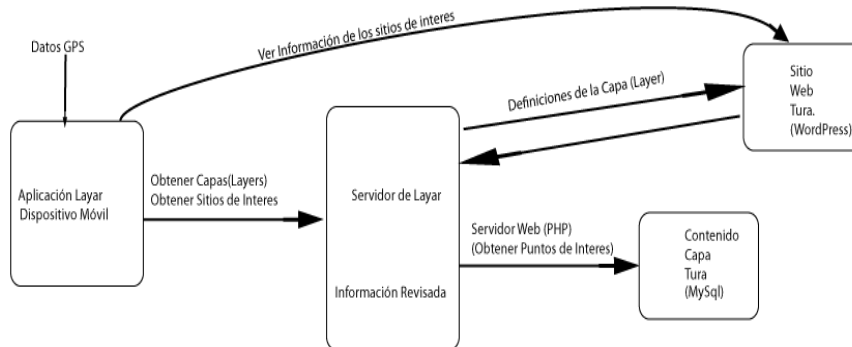 Ver Información de los sitios de interes
Datos GPS
Sitio
Web
Tura.
(WordPress)
Definiciones de la Capa (Layer)
Aplicación Layar
Dispositivo Móvil
Obtener Capas(Layers)
Obtener Sitios de Interes
Servidor de Layar
Información Revisada
Servidor Web (PHP)
(Obtener Puntos de Interes)
Contenido
Capa
Tura
(MySql)